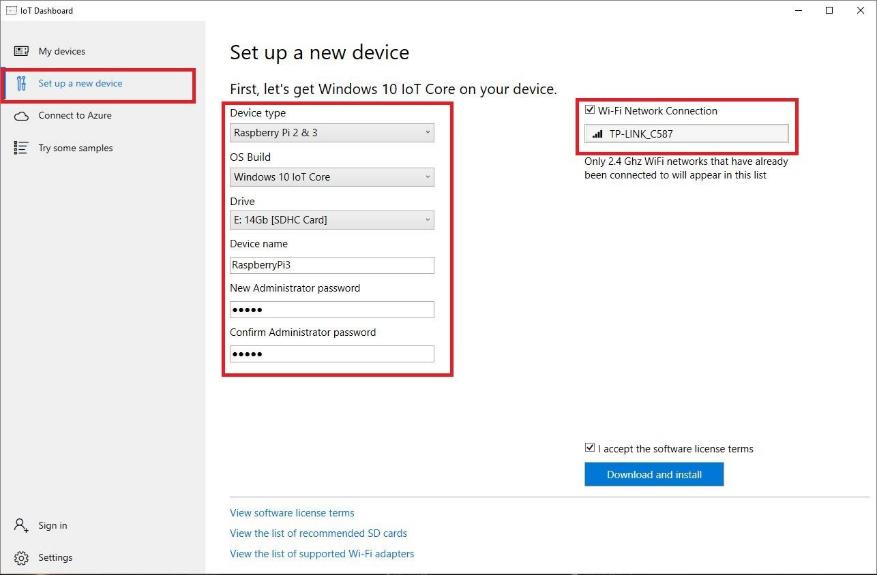 IoT Dashboard
My devices
Set up a new device
Connect to Azure
Try some samples
Sign in
Settings
Set up a new device
First, let's get Windows 10 IoT Core on your device.
Device type
Raspberry Pi 2 & 3
OS Build
Windows 10 IoT Core
Drive
E: 14Gb [SDHC Card]
Device name
RaspberryPi3
New Administrator password
●●●●●
Confirm Administrator password
●●●●●
Wi-Fi Network Connection
TP-LINK_C587
Only 2.4 Ghz WiFi networks that have already
been connected to will appear in this list
I accept the software license terms
Download and install
View software license terms
View the list of recommended SD cards
View the list of supported Wi-Fi adapters